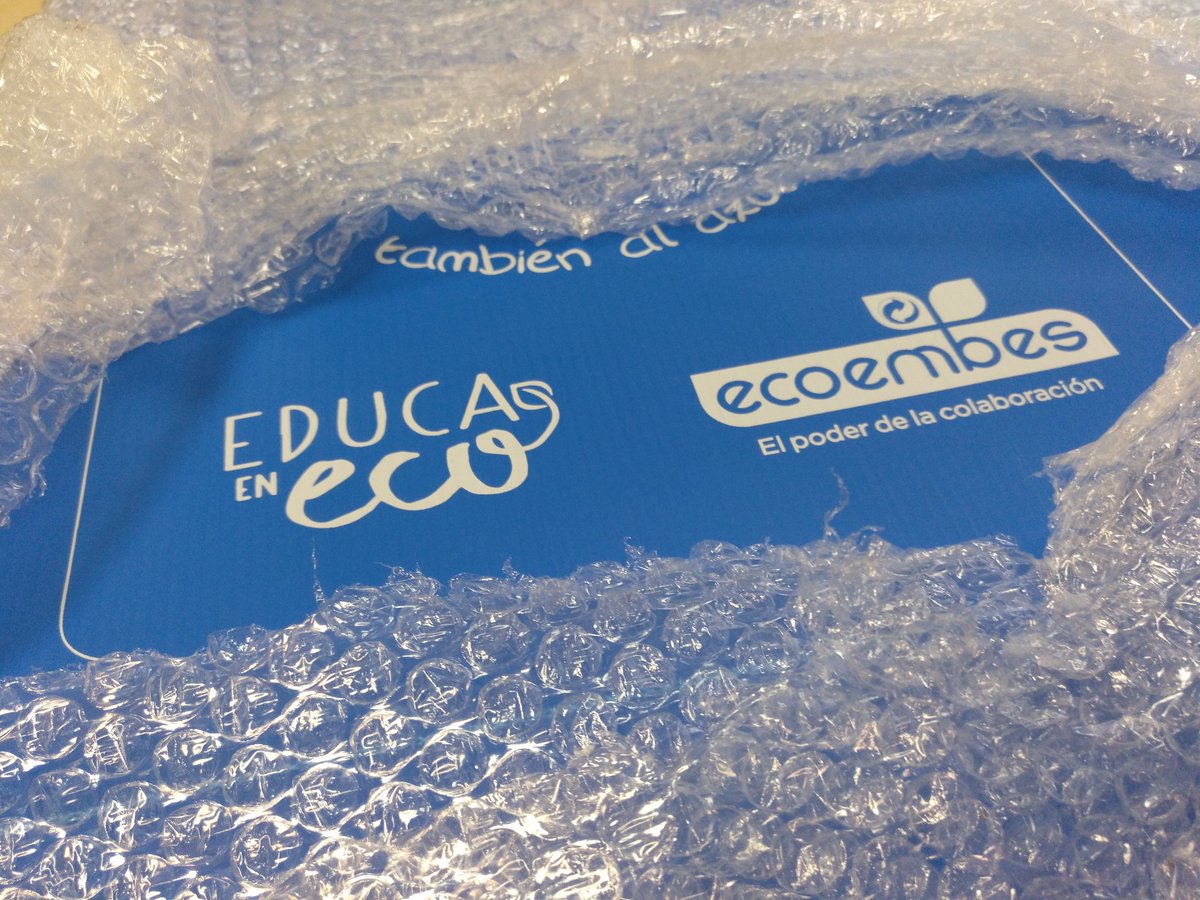 también al
EDUCA
EN eco
ecoembes
El poder de la colaboración